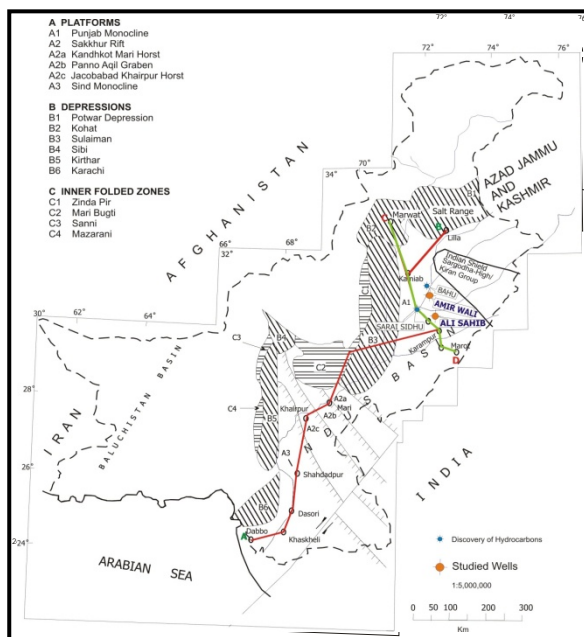 A PLATFORMS
A1 Punjab Monocline
A2 Sakkhur Rift
A2a Kandhkot Mari Horst
A2b Panno Aqil Graben
A2c Jacobabad Khairpur Horst
A3 Sind Monocline
B DEPRESSIONS
B1 Potwar Depression
B2 Kohat
B3 Sulaiman
B4 Sibi
B5 Kirthar
B6 Karachi
C INNER FOLDED ZONES
C1 Zinda Pir
C2 Mari Bugti
C3 Sanni
C4 Mazarani
72° 74° 76°
70°
34°
66° 68°
32°
62° 64°
30°
28°
26°
24°
AFGHANISTAN
AZAD JAMMU
AND
KASHMIR
B1
Marwat
Salt Range
B2
Lilla
Kamiab
Indian Shield
Sargodha-High/
Kiran Group
C1
BAHU
A1
AMIR WALI
ALI SAHIB
SARAI SIDHU
Karampur
Marot
D
B3
C3
B4
C2
BALUCHISTAN BASIN
IRAN
INDUS BASIN
A2a
Mari
A2b
Khairpur
A2c
C4
B5
A3
Shahdadpur
INDIA
Dasori
B6
Dabbo
A
Khaskheli
ARABIAN SEA
Discovery of Hydrocarbons
Studied Wells
1:5,000,000
0 50 100 200 300
Km